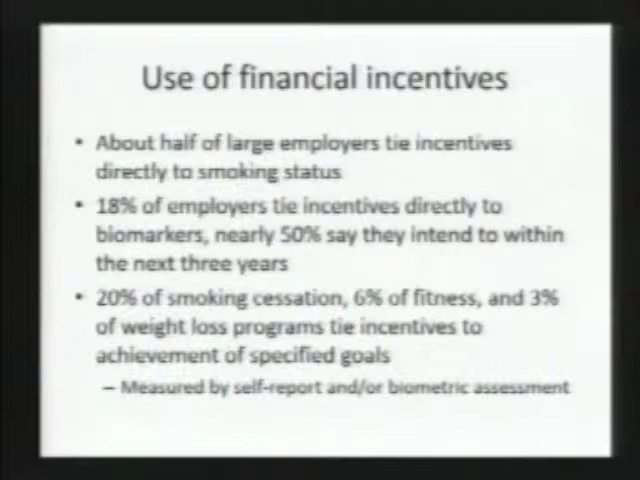 Use of financial incentives
• About half of large employers tie incentives
directly to smoking status
• 18% of employers tie incentives directly to
biomarkers, nearly 50% say they intend to within
the next three years
• 20% of smoking cessation, 6% of fitness, and 3%
of weight loss programs tie incentives to
achievement of specified goals
– Measured by self-report and/or biometric assessment